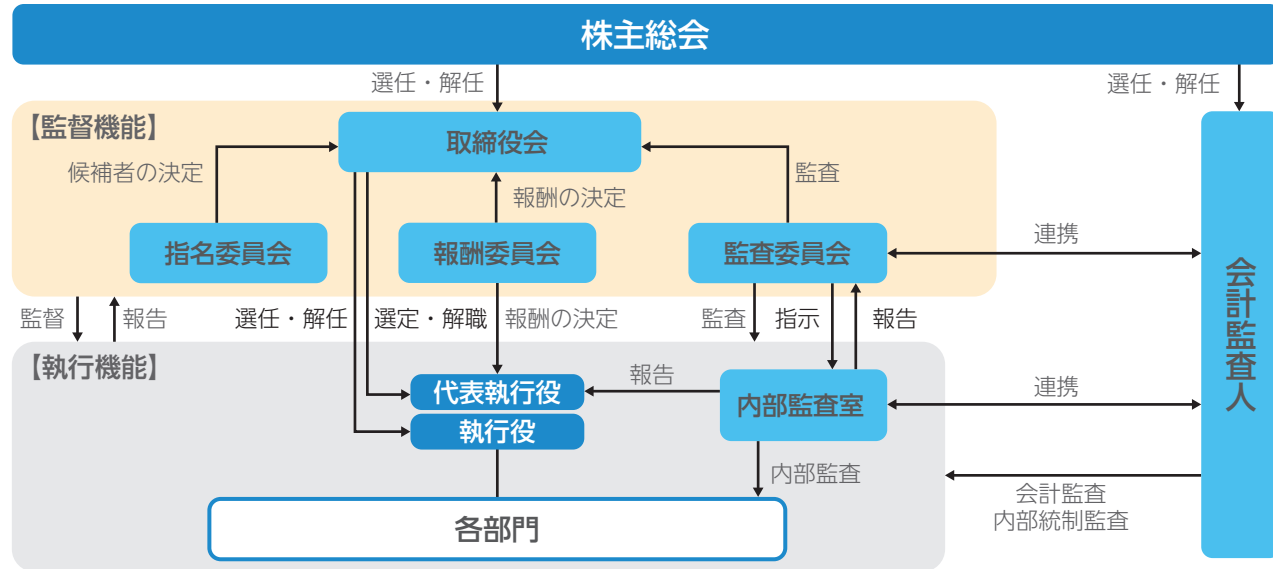 株主総会
選任・解任
選任・解任
【監督機能】
取締役会
候補者の決定
報酬の決定
監査
指名委員会
報酬委員会
監査委員会
連携
会計監査人
監督
報告
選任・解任
選定・解職
報酬の決定
監査
指示
報告
【執行機能】
代表執行役
執行役
報告
内部監査室
連携
内部監査
会計監査
内部統制監査
各部門